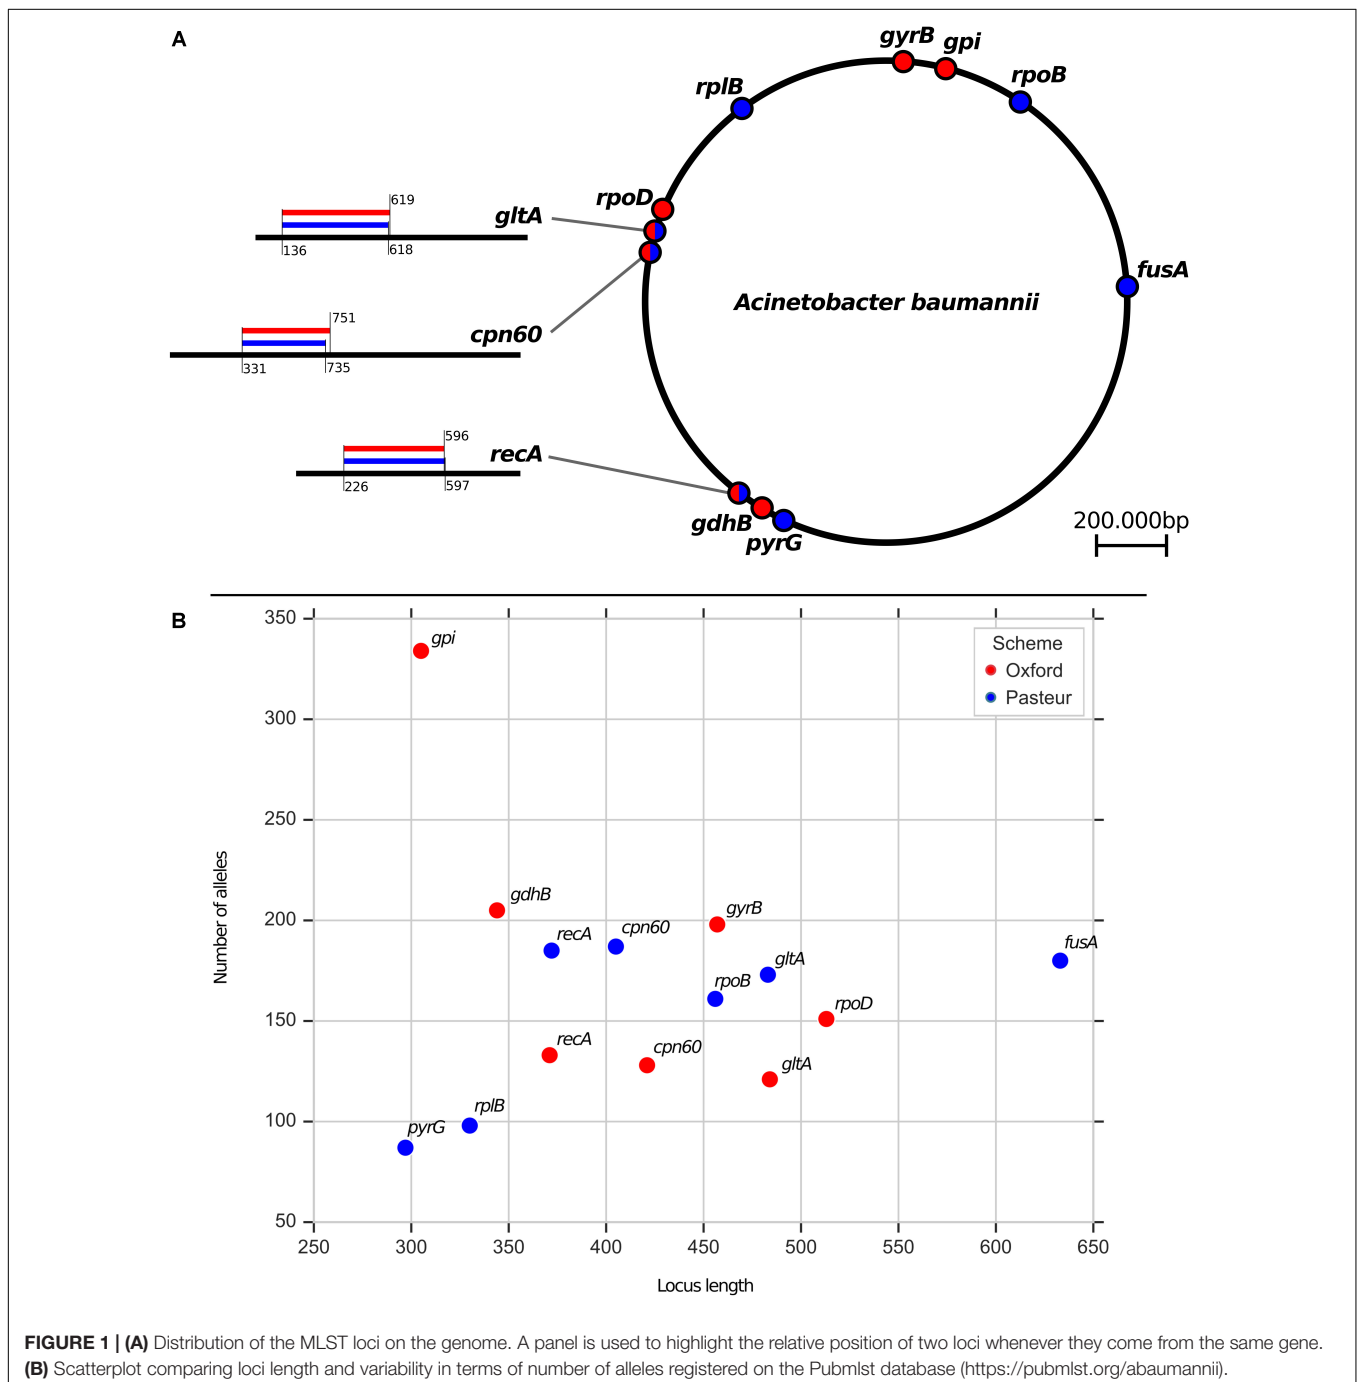 A
gyrB
gpi
rpoB
rplB
rpoD
gltA
619
136
618
fusA
Acinetobacter baumannii
cpn60
751
331
735
recA
596
226
597
gdhB
pyrG
200.000bp
B
350
300
250
200
150
100
50
Number of alleles
gpi
Scheme
Oxford
Pasteur
gdhB
gyrB
recA
cpn60
fusA
gltA
rpoB
rpoD
recA
cpn60
gltA
rplB
pyrG
250 300 350 400 450 500 550 600 650
Locus length
FIGURE 1 | (A) Distribution of the MLST loci on the genome. A panel is used to highlight the relative position of two loci whenever they come from the same gene.
(B) Scatterplot comparing loci length and variability in terms of number of alleles registered on the Pubmlst database (https://pubmlst.org/abaumannii).